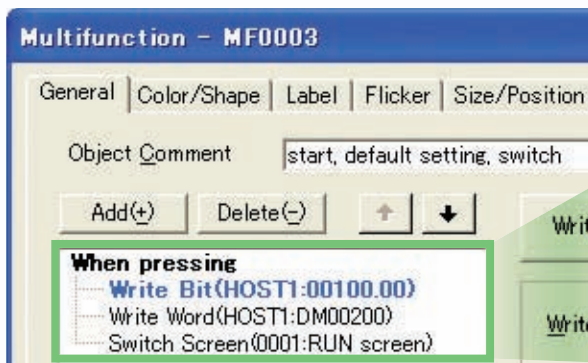 Multifunction - MF0003
General Color/Shape Label Flicker Size/Position
Object Comment start, default setting, switch
Add(+) Delete(-)
When pressing
Write Bit(HOST1:00100.00)
Write Word(HOST1:DM00200)
Switch Screen(0001:RUN screen)